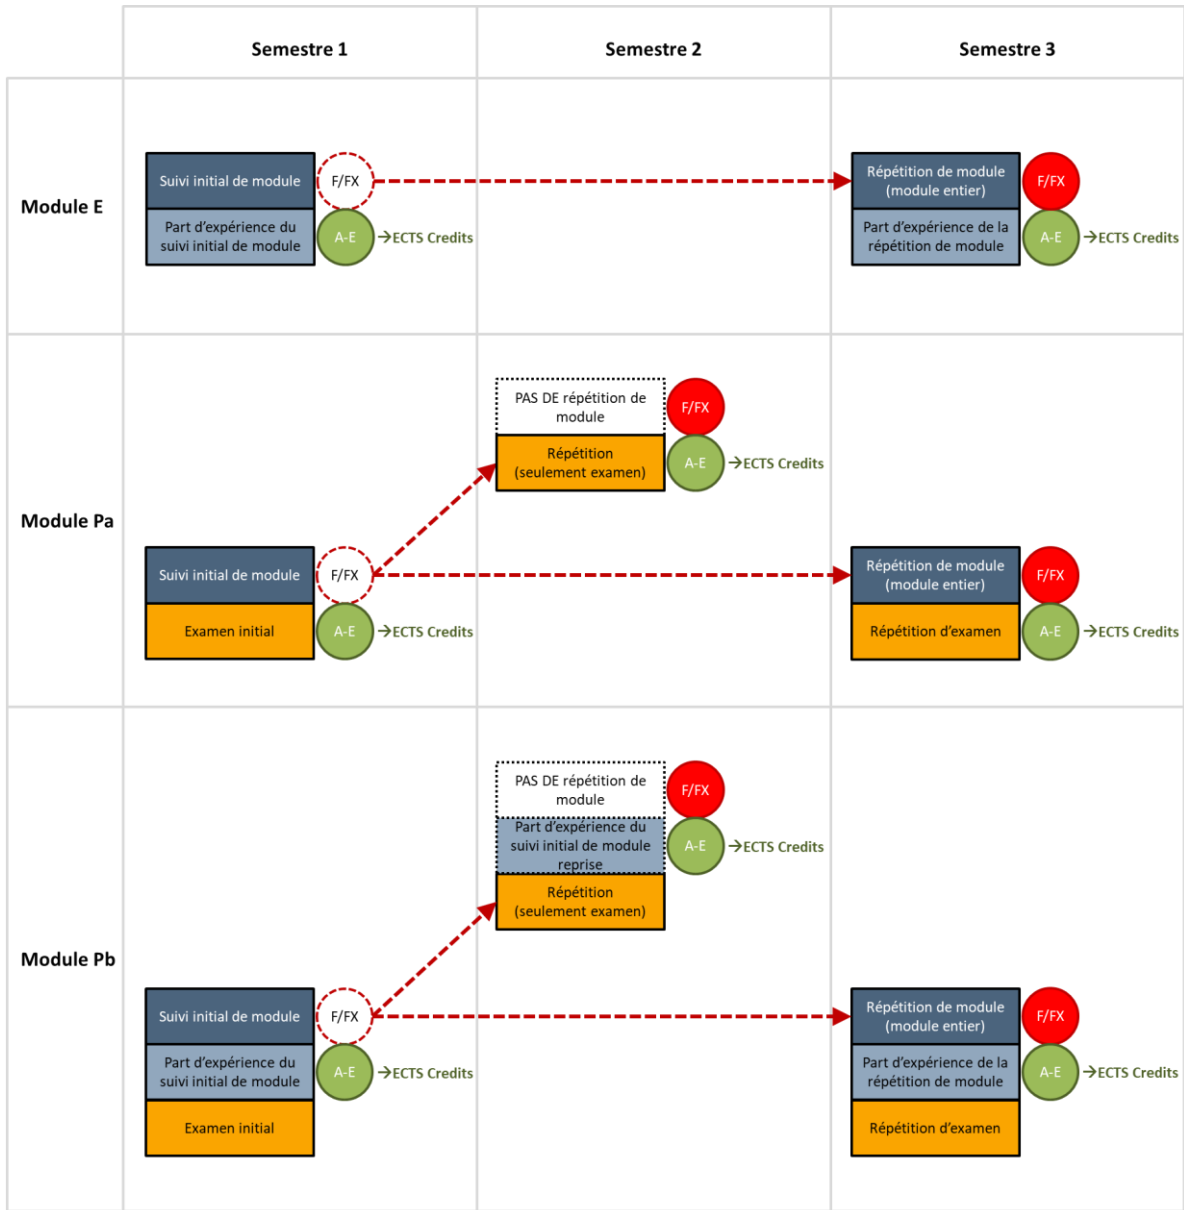 Semestre 1
Semestre 2
Semestre 3
Module E
Suivi initial de module
F/FX
Part d'expérience du
suivi initial de module
A-E
→ECTS Credits
Répétition de module
(module entier)
F/FX
Part d'expérience de la
répétition de module
A-E
→ECTS Credits
Module Pa
PAS DE répétition de
module
F/FX
Répétition
(seulement examen)
A-E
→ECTS Credits
Suivi initial de module
F/FX
Examen initial
A-E
→ECTS Credits
Répétition de module
(module entier)
F/FX
Répétition d'examen
A-E
→ECTS Credits
Module Pb
PAS DE répétition de
module
F/FX
Part d'expérience du
suivi initial de module
reprise
A-E
→ECTS Credits
Répétition
(seulement examen)
Suivi initial de module
F/FX
Part d'expérience du
suivi initial de module
A-E
→ECTS Credits
Examen initial
Répétition de module
(module entier)
F/FX
Part d'expérience de la
répétition de module
A-E
→ECTS Credits
Répétition d'examen